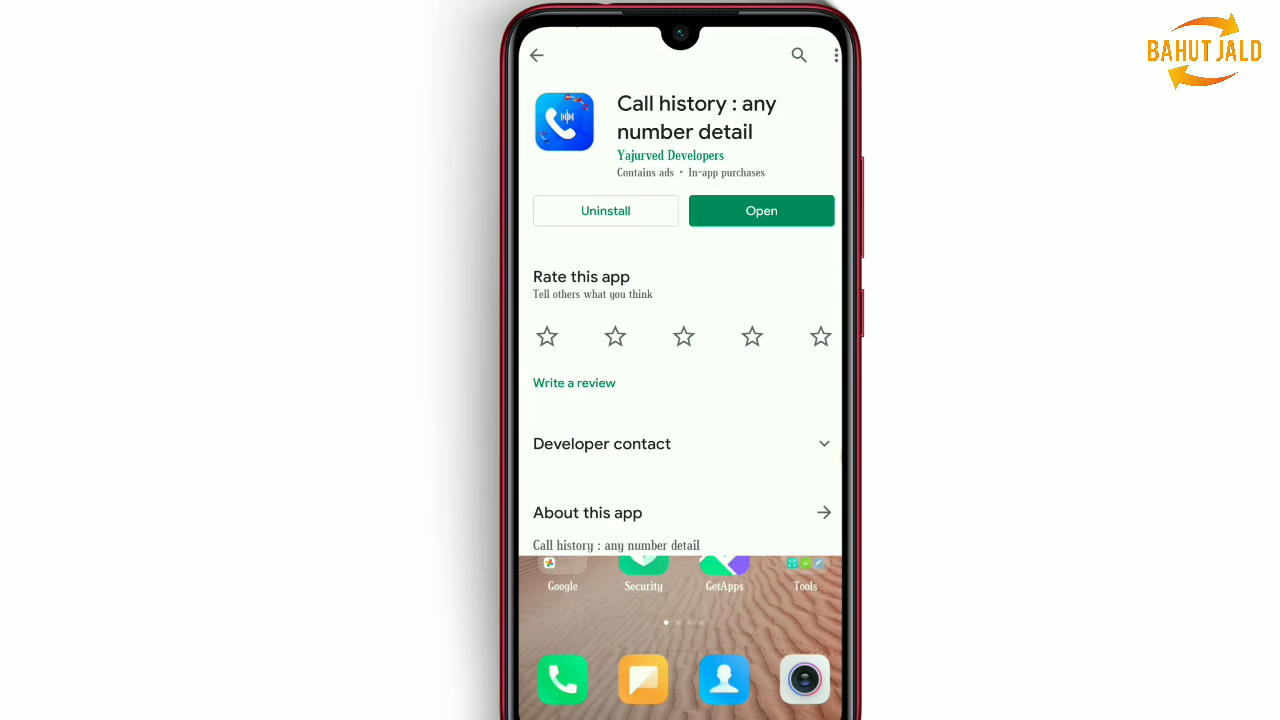 BAHUT JALD
Call history : any
number detail
Yajurved Developers
Contains ads • In-app purchases
Uninstall
Open
Rate this app
Tell others what you think
Write a review
Developer contact
About this app
Call history : any number detail
Google
Security
GetApps
Tools